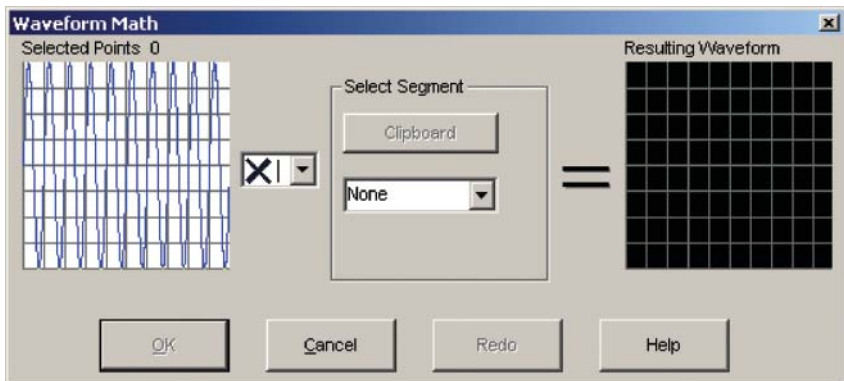 Waveform Math
Selected Points 0
Resulting Waveform
Select Segment
Clipboard
None
OK
Cancel
Redo
Help